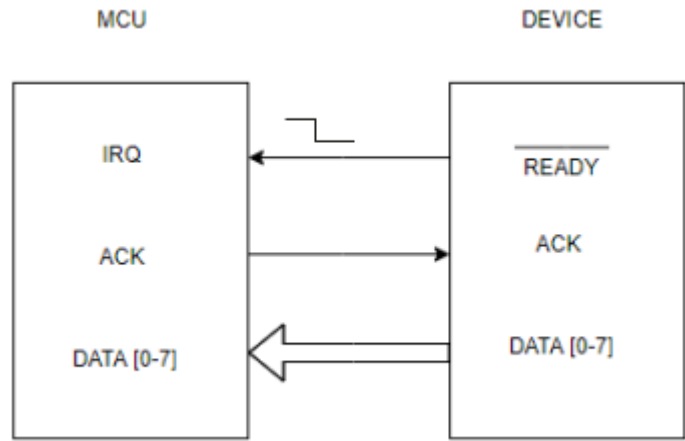 MCU
DEVICE
IRQ
READY
ACK
ACK
DATA [0-7]
DATA [0-7]